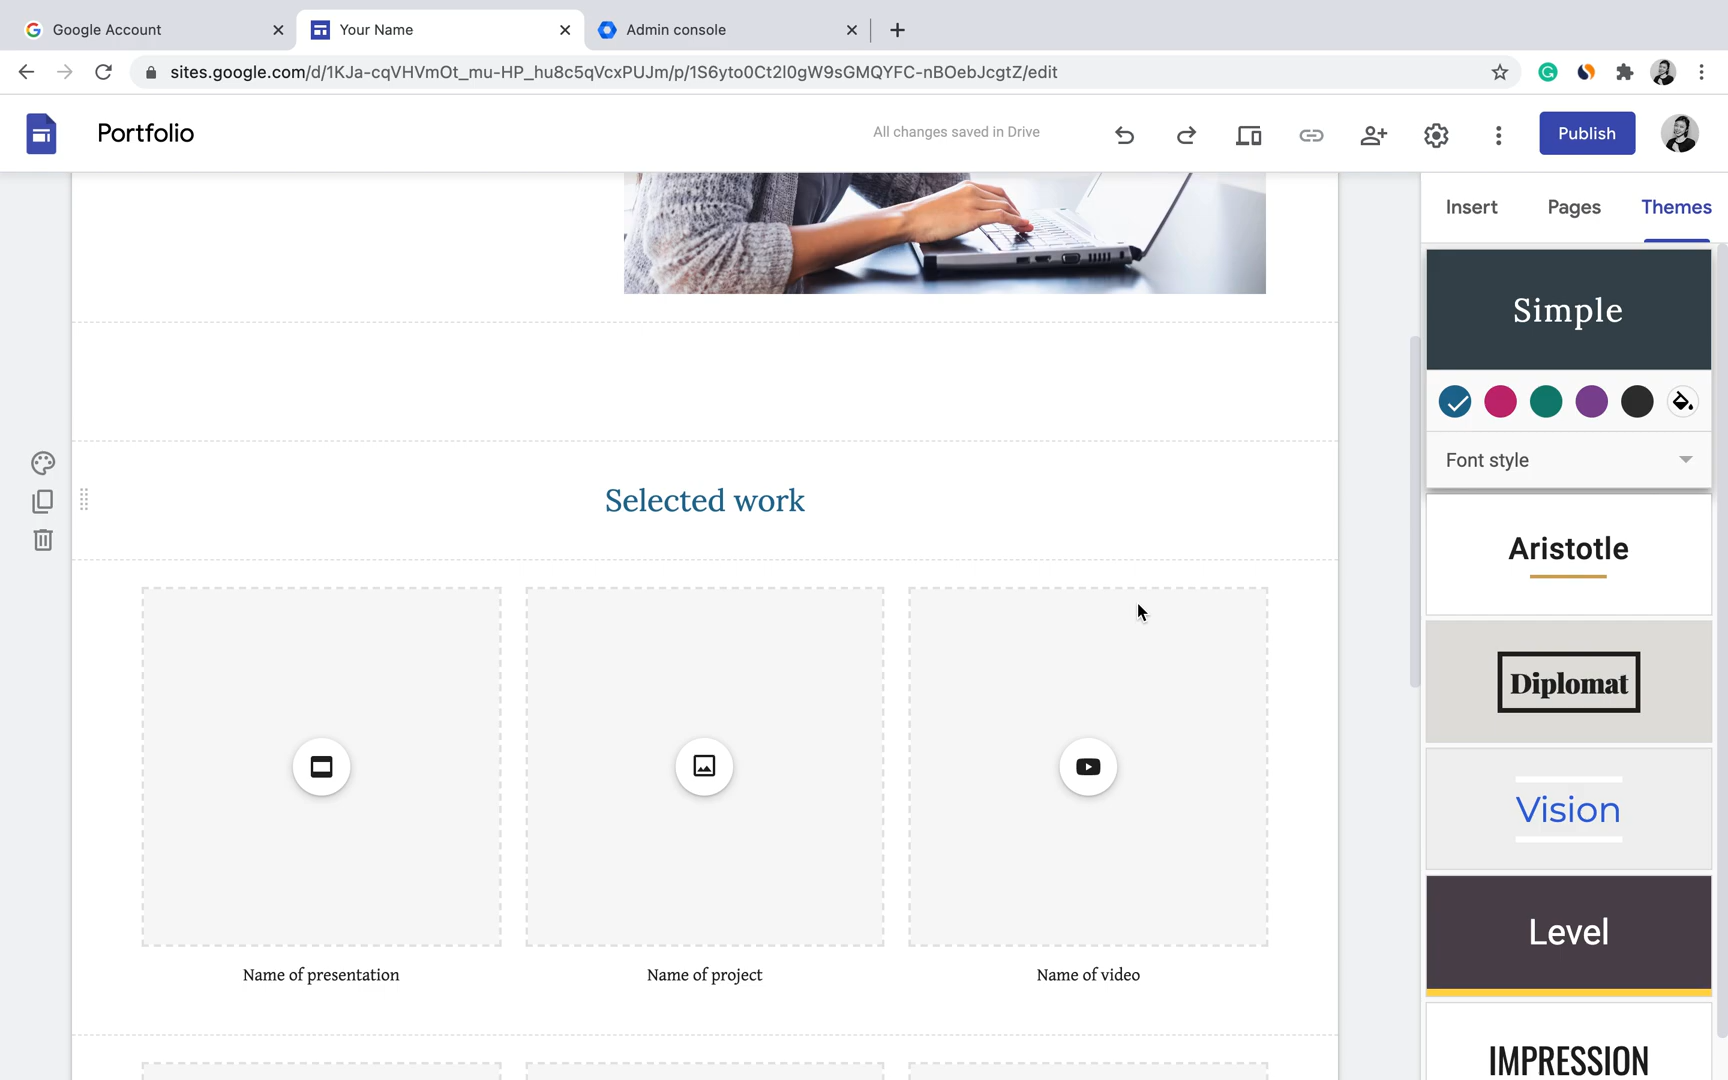 Google Account
Your Name
Admin console
sites.google.com/d/1KJa-cqVHVmOt_mu-HP_hu8c5qVcxPUJm/p/1S6yto0Ct2l0gW9sGMQYFC-nBOebJcgtZ/edit
Portfolio
All changes saved in Drive
Publish
Insert
Pages
Themes
Simple
Font style
Selected work
Aristotle
Diplomat
Vision
Level
Name of presentation
Name of project
Name of video
IMPRESSION